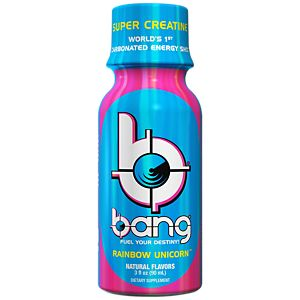 SUPER CREATINE
WORLD'S 1ST
CARBONATED ENERGY SHOT
b
bang
FUEL YOUR DESTINY!
RAINBOW UNICORN™
NATURAL FLAVORS
3 fl oz (90 mL)
DIETARY SUPPLEMENT